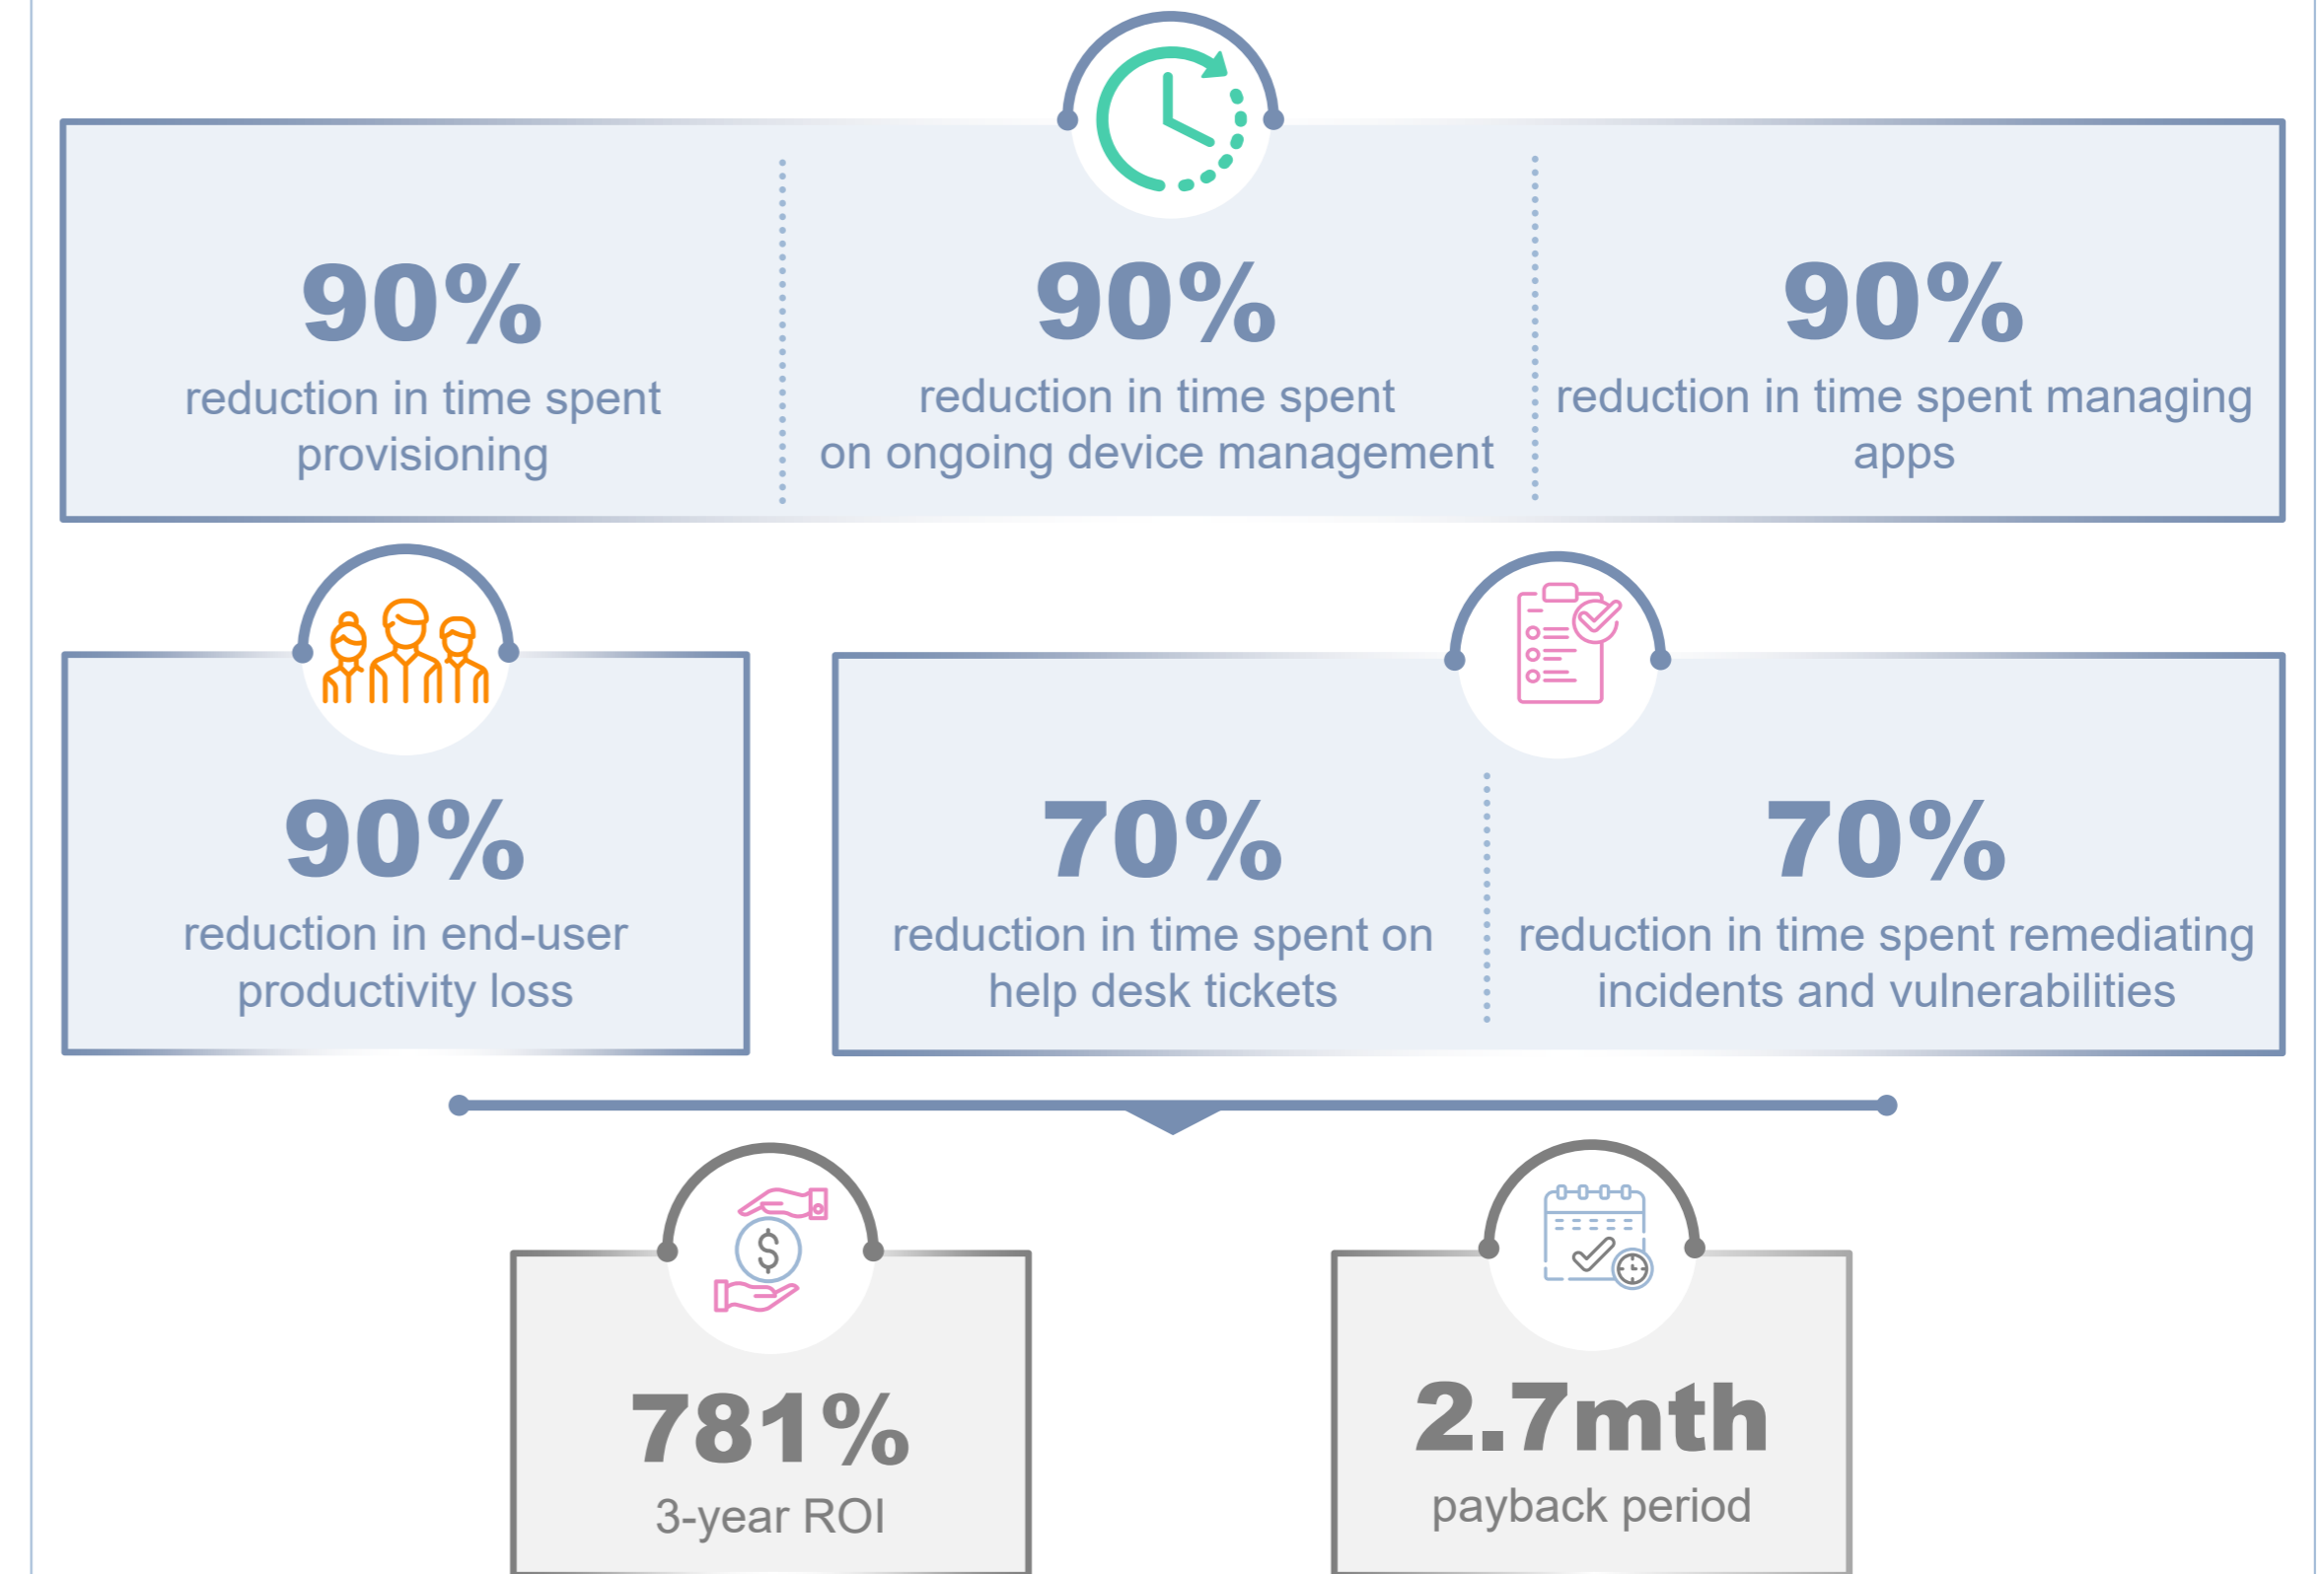 90%
reduction in time spent
provisioning
90%
reduction in time spent
on ongoing device management
90%
reduction in time spent managing
apps
90%
reduction in end-user
productivity loss
70%
reduction in time spent on
help desk tickets
70%
reduction in time spent remediating
incidents and vulnerabilities
$
781%
3-year ROI
2.7mth
payback period